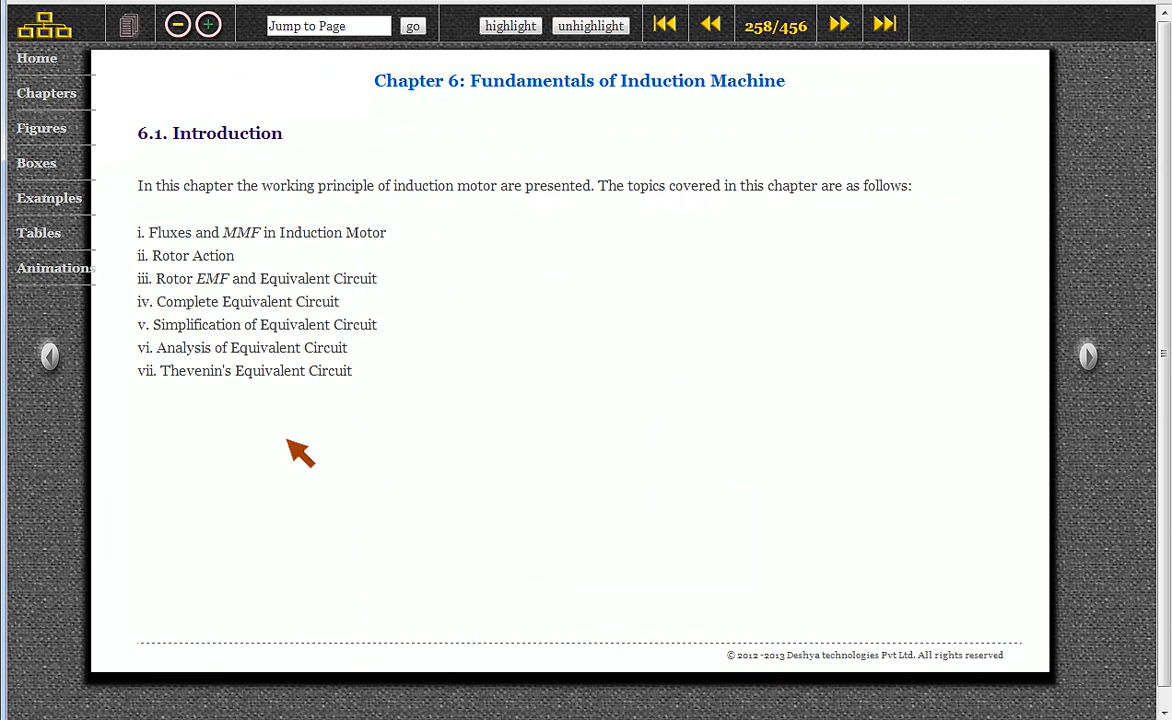 Jump to Page go highlight unhighlight 258/456
Home
Chapters
Figures
Boxes
Examples
Tables
Animations
Chapter 6: Fundamentals of Induction Machine
6.1. Introduction
In this chapter the working principle of induction motor are presented. The topics covered in this chapter are as follows:
i. Fluxes and MMF in Induction Motor
ii. Rotor Action
iii. Rotor EMF and Equivalent Circuit
iv. Complete Equivalent Circuit
v. Simplification of Equivalent Circuit
vi. Analysis of Equivalent Circuit
vii. Thevenin's Equivalent Circuit
© 2012 -2013 Deshya technologies Pvt Ltd. All rights reserved